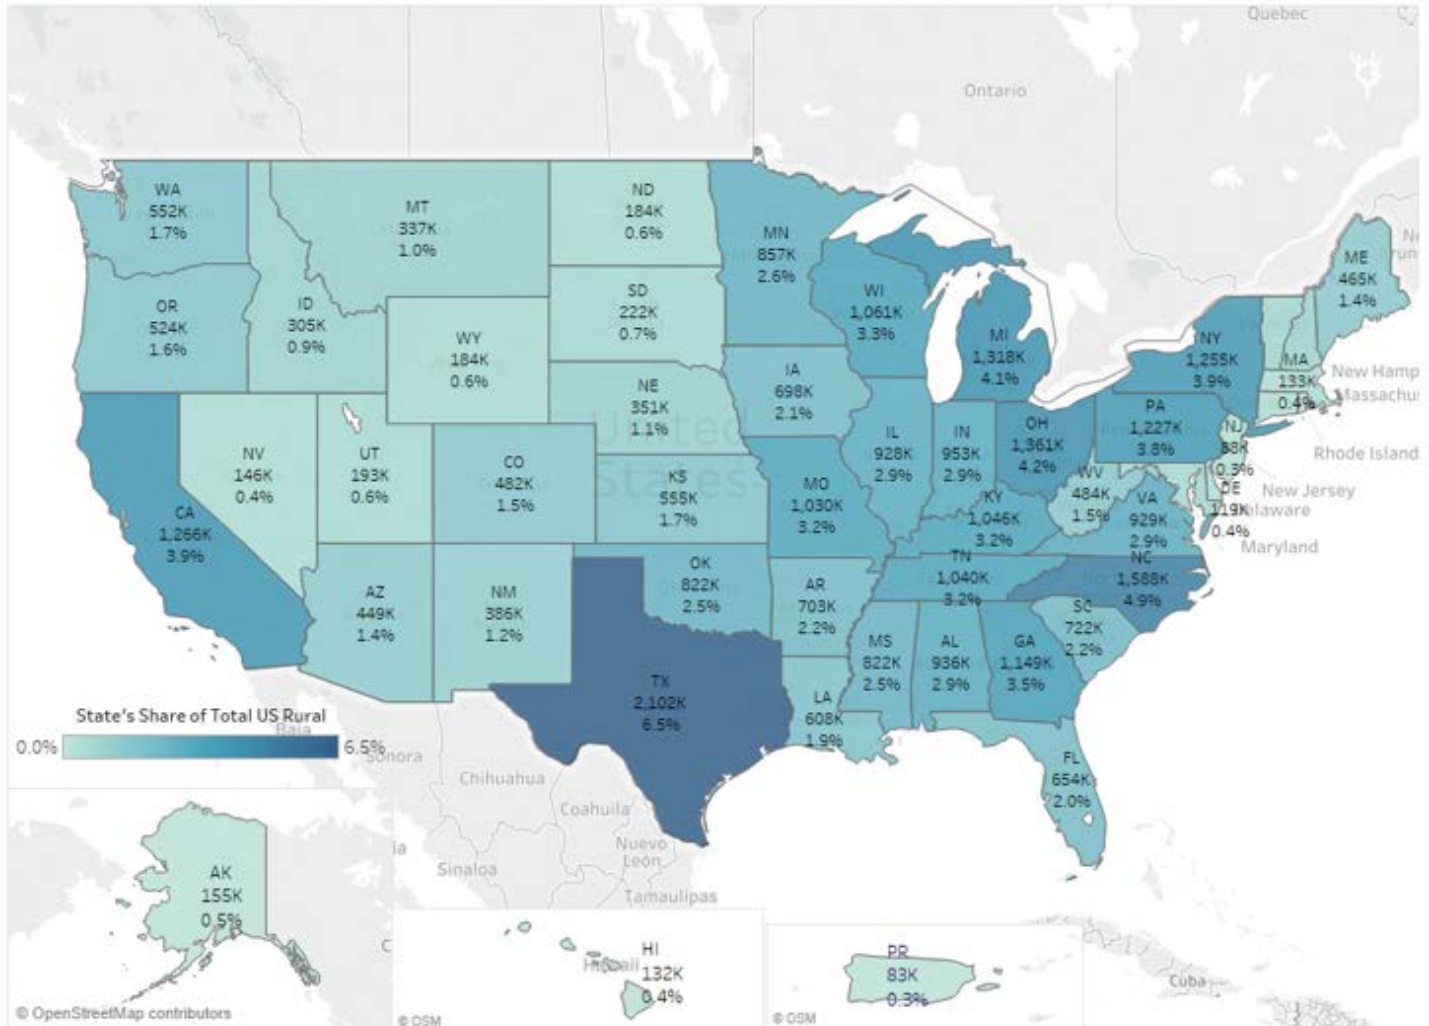 Quebec
Ontario
WA
552K
1.7%
MT
337K
1.0%
ND
184K
0.6%
MN
857K
2.6%
ME
465K
1.4%
OR
524K
1.6%
ID
305K
0.9%
WY
184K
0.6%
SD
222K
0.7%
WI
1,061K
3.3%
MI
1,318K
4.1%
NY
1,255K
3.9%
MA
133K
0.4%
New Hamp
Massachu
Rhode Island
NE
351K
1.1%
IA
698K
2.1%
United
States
IL
928K
2.9%
IN
953K
2.9%
OH
1,361K
4.2%
PA
1,227K
3.8%
NJ
0.3%
New Jersey
NV
146K
0.4%
UT
193K
0.6%
CO
482K
1.5%
KS
555K
1.7%
MO
1,030K
3.2%
KY
1,046K
3.2%
WV
484K
1.5%
VA
929K
2.9%
DE
119K
0.4%
Delaware
Maryland
CA
1,266K
3.9%
AZ
449K
1.4%
NM
386K
1.2%
OK
822K
2.5%
AR
703K
2.2%
TN
1,040K
3.2%
NC
1,588K
4.9%
SC
722K
2.2%
TX
2,102K
6.5%
LA
608K
1.9%
MS
822K
2.5%
AL
936K
2.9%
GA
1,149K
3.5%
FL
654K
2.0%
State's Share of Total US Rural
0.0% 6.5%
Baja
Sonora
Chihuahua
Coahuila
Nuevo
León
Sinaloa
Tamaulipas
AK
155K
0.5%
© OpenStreetMap contributors
HI
Hawaii
132K
0.4%
© OSM
PR
83K
0.3%
© OSM
Cuba